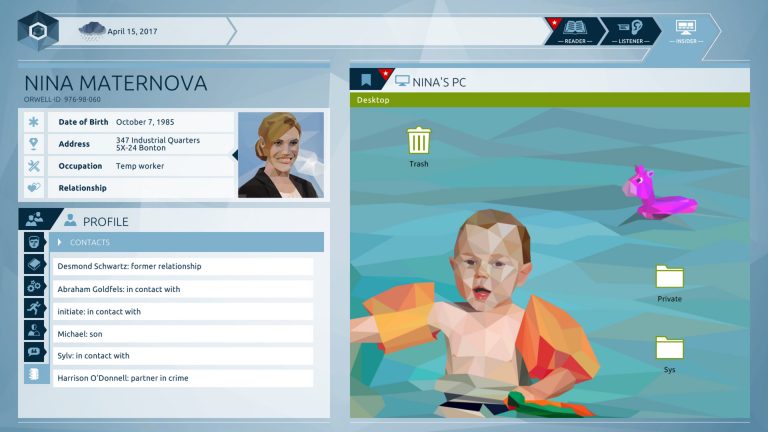 April 15, 2017
— READER —
— LISTENER —
— INSIDER —
NINA MATERNOVA
ORWELL-ID 976-98-060
Date of Birth October 7, 1985
Address 347 Industrial Quarters
5X-24 Bonton
Occupation Temp worker
Relationship
PROFILE
CONTACTS
Desmond Schwartz: former relationship
Abraham Goldfels: in contact with
initiate: in contact with
Michael: son
Sylv: in contact with
Harrison O'Donnell: partner in crime
NINA'S PC
Desktop
Trash
Private
Sys